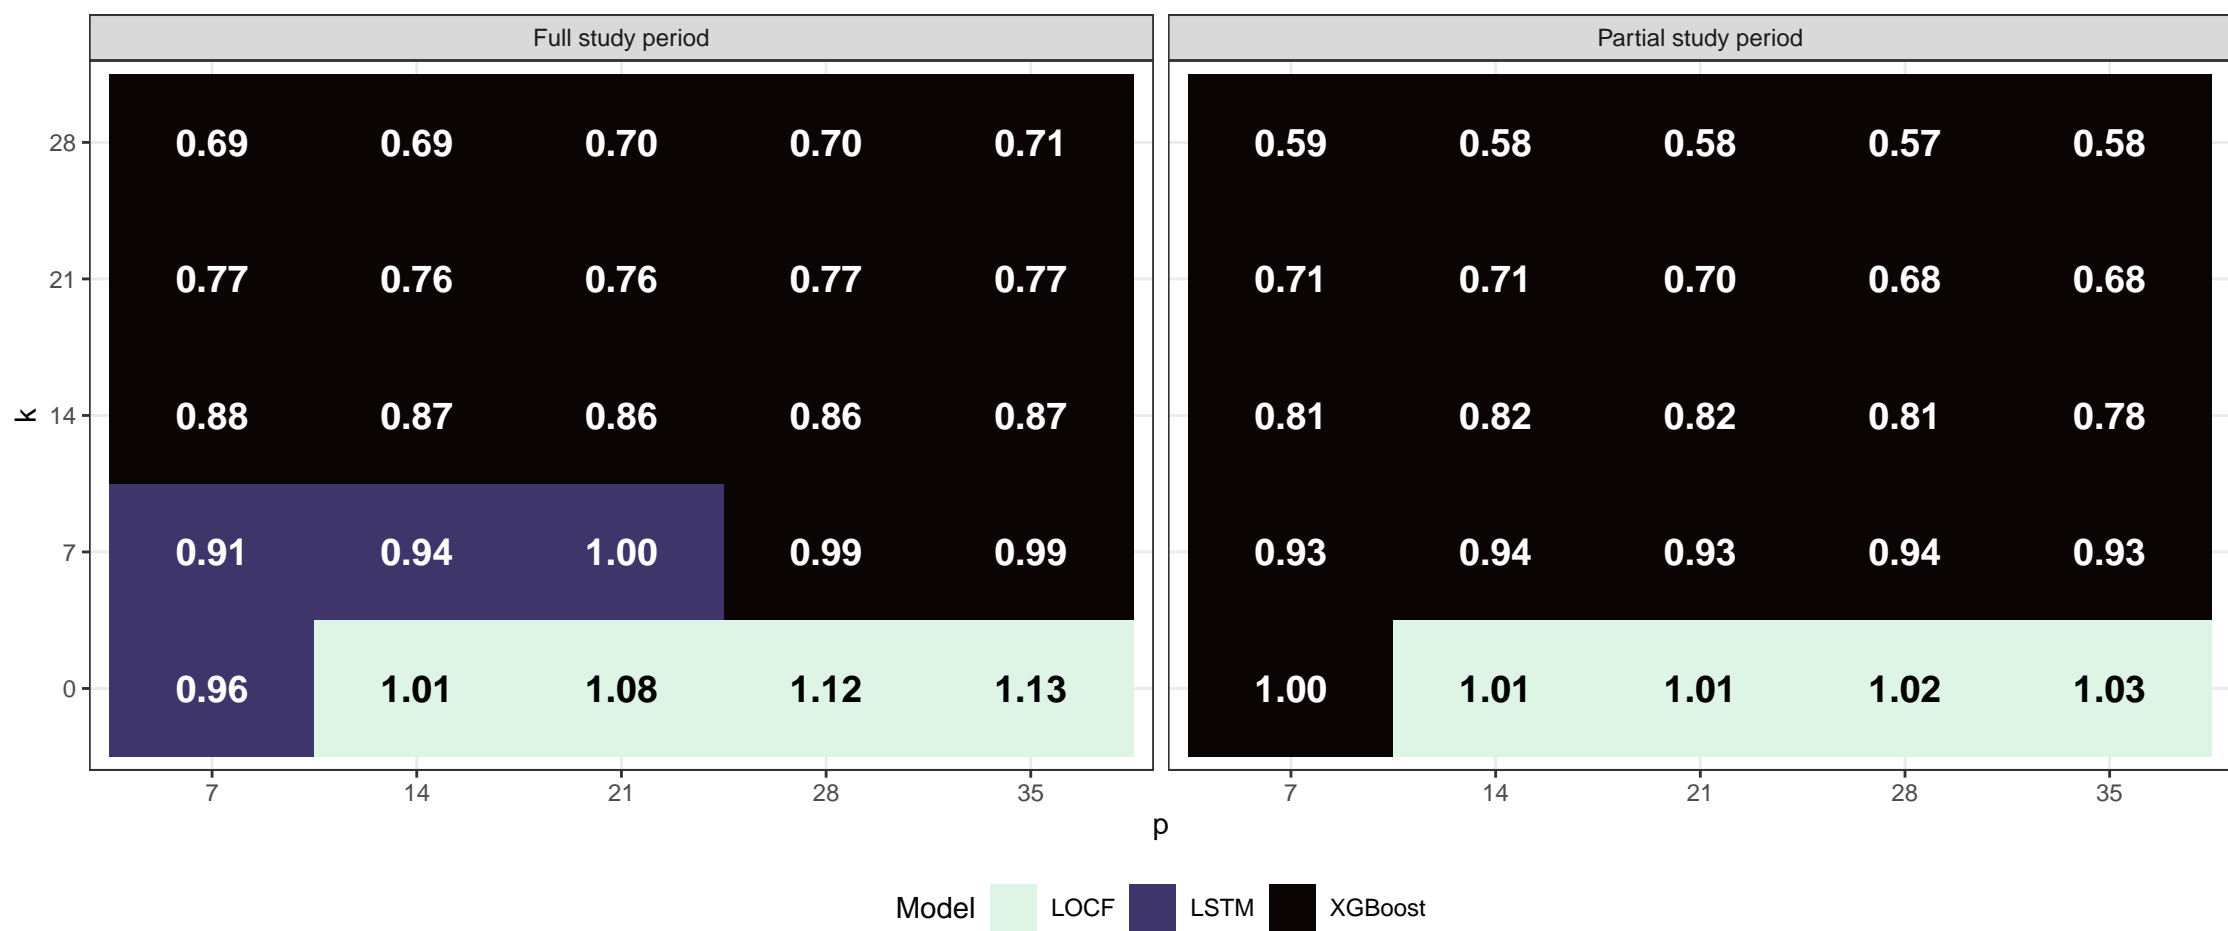 Full study period Partial study period
28 0.69 0.69 0.70 0.70 0.71 0.59 0.58 0.58 0.57 0.58
21 0.77 0.76 0.76 0.77 0.77 0.71 0.71 0.70 0.68 0.68
k 14 0.88 0.87 0.86 0.86 0.87 0.81 0.82 0.82 0.81 0.78
7 0.91 0.94 1.00 0.99 0.99 0.93 0.94 0.93 0.94 0.93
0 0.96 1.01 1.08 1.12 1.13 1.00 1.01 1.01 1.02 1.03
7 14 21 28 35 7 14 21 28 35
p
Model LOCF LSTM XGBoost